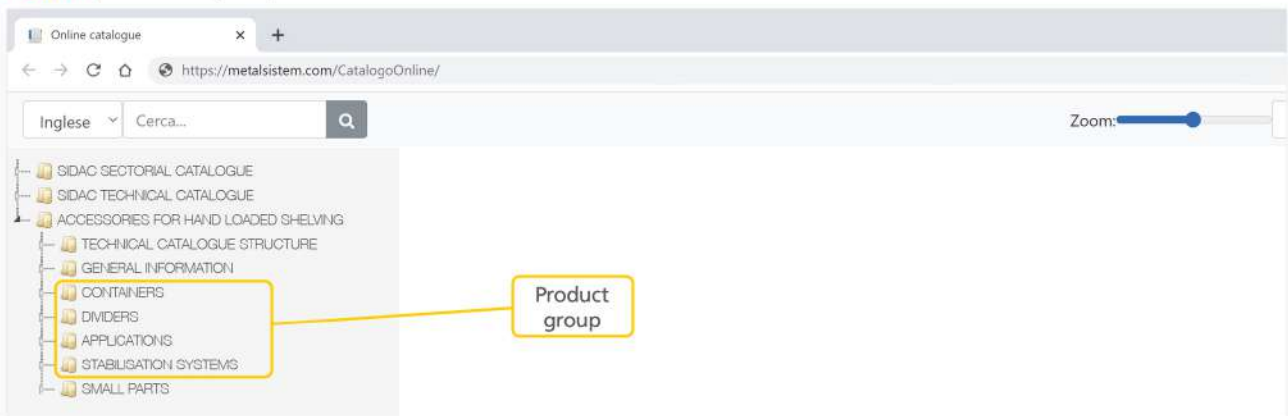 Online catalogue
https://metalsistem.com/CatalogoOnline/
Inglese Cerca...
Zoom:
SIDAC SECTORIAL CATALOGUE
SIDAC TECHNICAL CATALOGUE
ACCESSORIES FOR HAND LOADED SHELVING
TECHNICAL CATALOGUE STRUCTURE
GENERAL INFORMATION
CONTAINERS
DIVIDERS
APPLICATIONS
STABILISATION SYSTEMS
SMALL PARTS
Product
group